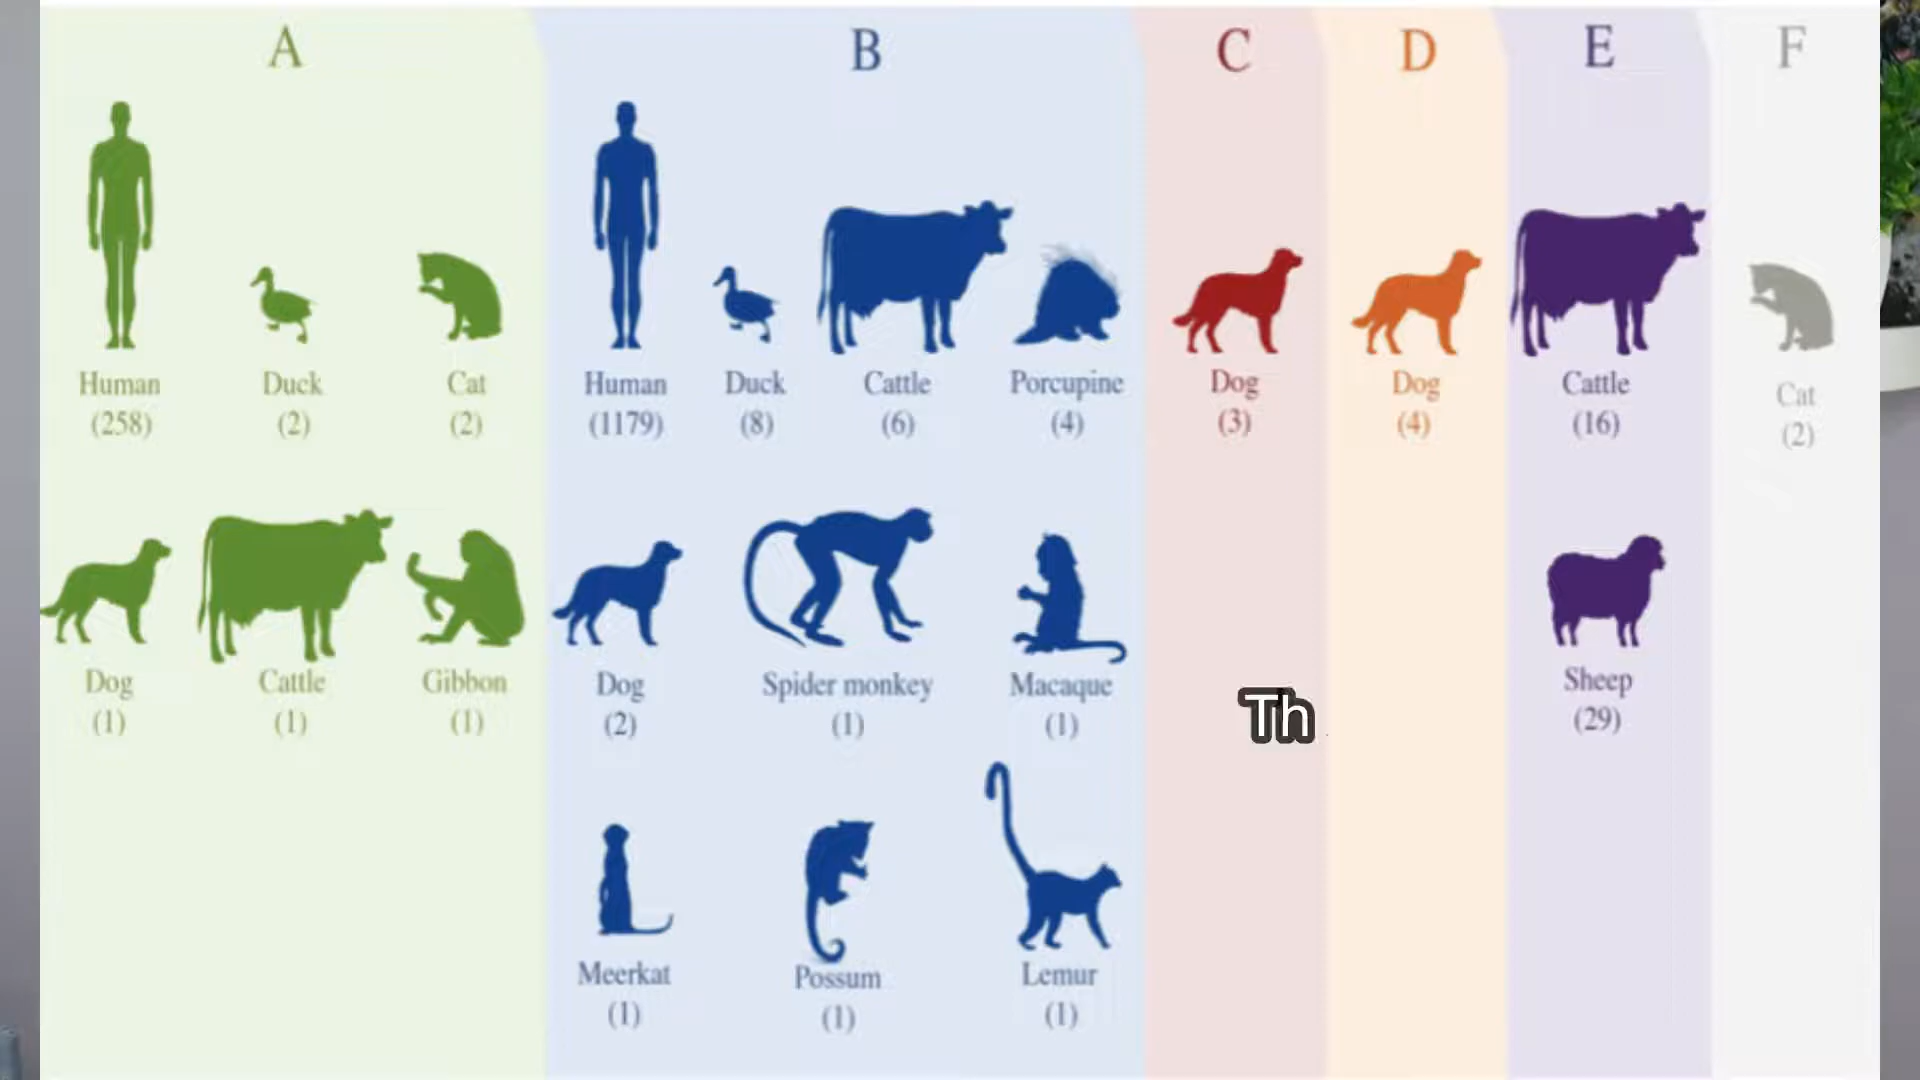 A B C D E F
Human Duck Cat Human Duck Cattle Porcupine Dog Dog Cattle Cat
(258) (2) (2) (1179) (8) (6) (4) (3) (4) (16) (2)
Dog Cattle Gibbon Dog Spider monkey Macaque Sheep
(1) (1) (1) (2) (1) (1) (29)
Th
Meerkat Possum Lemur
(1) (1) (1)